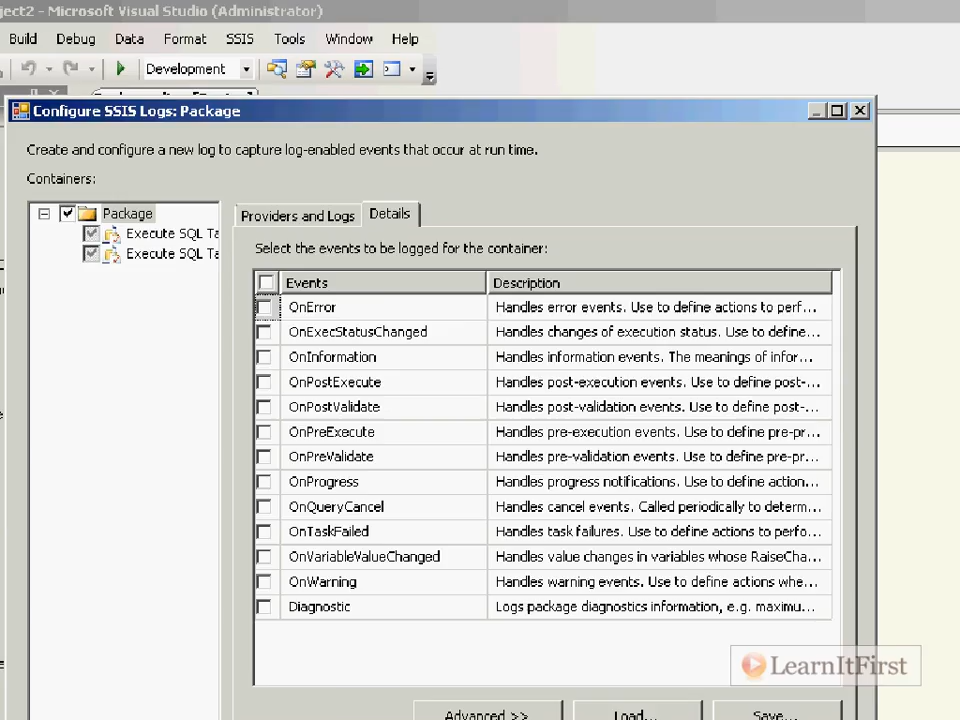 ject2 - Microsoft Visual Studio (Administrator)
Build Debug Data Format SSIS Tools Window Help
Development
Configure SSIS Logs: Package
Create and configure a new log to capture log-enabled events that occur at run time.
Containers:
Package
Execute SQL Ta
Execute SQL Ta
Providers and Logs Details
Select the events to be logged for the container:
Events Description
OnError Handles error events. Use to define actions to perf...
OnExecStatusChanged Handles changes of execution status. Use to define...
OnInformation Handles information events. The meanings of infor...
OnPostExecute Handles post-execution events. Use to define post-...
OnPostValidate Handles post-validation events. Use to define post-...
OnPreExecute Handles pre-execution events. Use to define pre-pr...
OnPreValidate Handles pre-validation events. Use to define pre-pr...
OnProgress Handles progress notifications. Use to define action...
OnQueryCancel Handles cancel events. Called periodically to determ...
OnTaskFailed Handles task failures. Use to define actions to perfo...
OnVariableValueChanged Handles value changes in variables whose RaiseCha...
OnWarning Handles warning events. Use to define actions whe...
Diagnostic Logs package diagnostics information, e.g. maximu...
LearnItFirst
Advanced >> Load... Save...